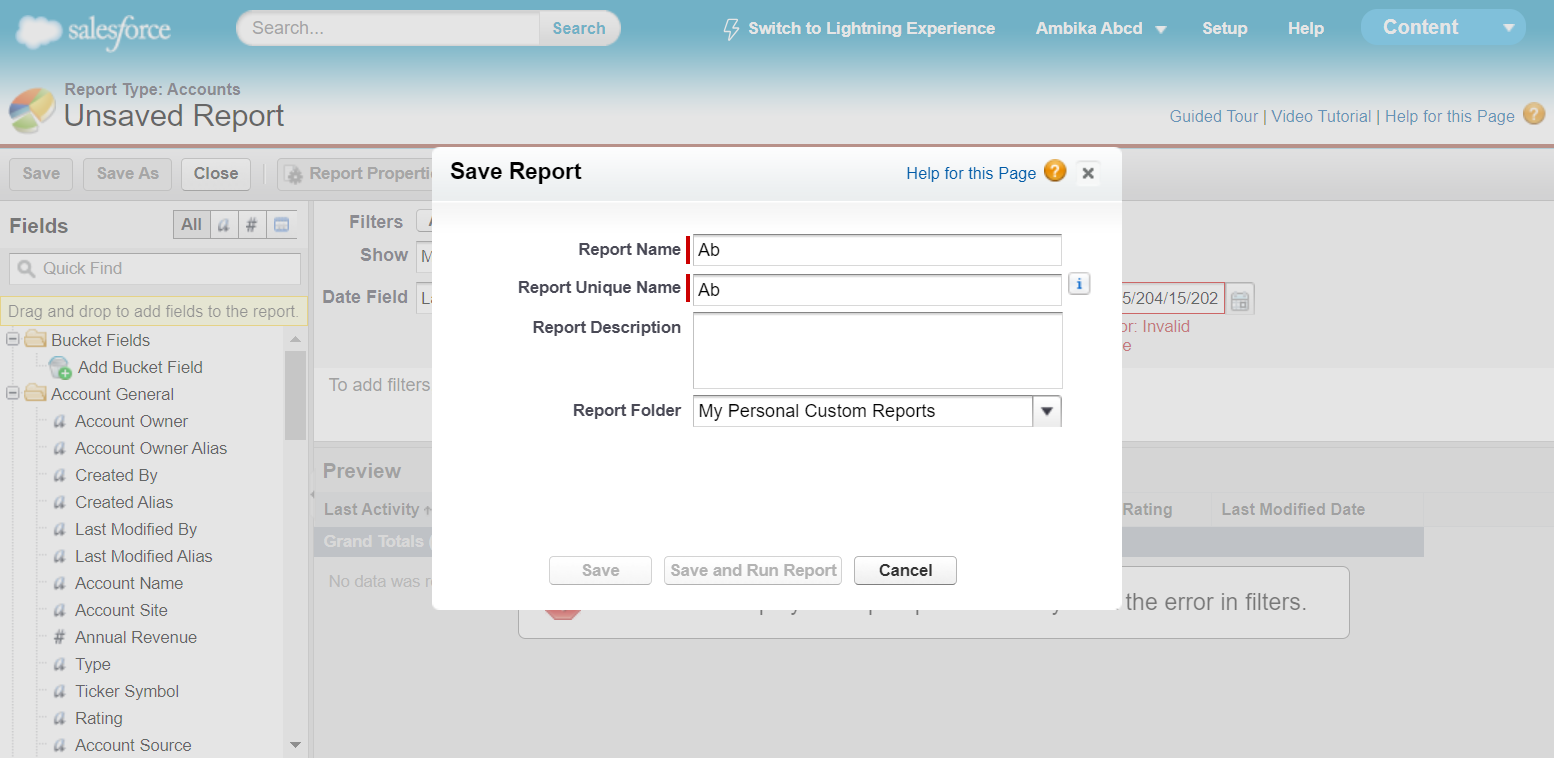 salesforce
Search...
Search
Switch to Lightning Experience
Ambika Abcd
Setup
Help
Content
Report Type: Accounts
Unsaved Report
Guided Tour | Video Tutorial | Help for this Page ?
Save
Save As
Close
Report Properti
Fields
All
a
#
Quick Find
Drag and drop to add fields to the report.
Bucket Fields
Add Bucket Field
Account General
a Account Owner
a Account Owner Alias
a Created By
a Created Alias
a Last Modified By
a Last Modified Alias
a Account Name
a Account Site
# Annual Revenue
a Type
a Ticker Symbol
a Rating
a Account Source
Filters
Show
Date Field
5/204/15/202
or: Invalid
e
To add filters
Save Report
Help for this Page ?
Report Name Ab
Report Unique Name Ab i
Report Description
Report Folder My Personal Custom Reports
Save
Save and Run Report
Cancel
Preview
Last Activity
Rating
Last Modified Date
Grand Totals (
No data was
the error in filters.